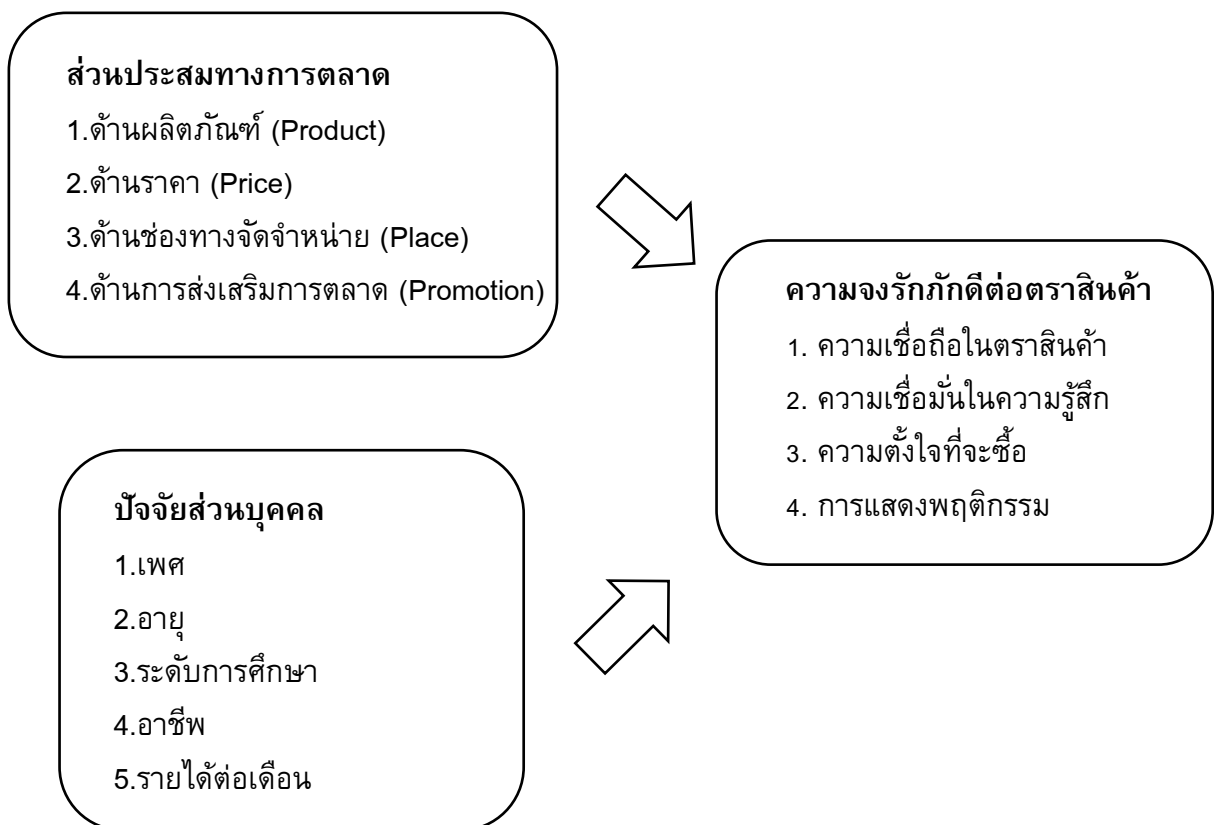 ส่วนประสมทางการตลาด
1.ด้านผลิตภัณฑ์ (Product)
2.ด้านราคา (Price)
3.ด้านช่องทางจัดจำหน่าย (Place)
4.ด้านการส่งเสริมการตลาด (Promotion)
ความจงรักภักดีต่อตราสินค้า
1. ความเชื่อถือในตราสินค้า
2. ความเชื่อมั่นในความรู้สึก
3. ความตั้งใจที่จะซื้อ
4. การแสดงพฤติกรรม
ปัจจัยส่วนบุคคล
1.เพศ
2.อายุ
3.ระดับการศึกษา
4.อาชีพ
5.รายได้ต่อเดือน